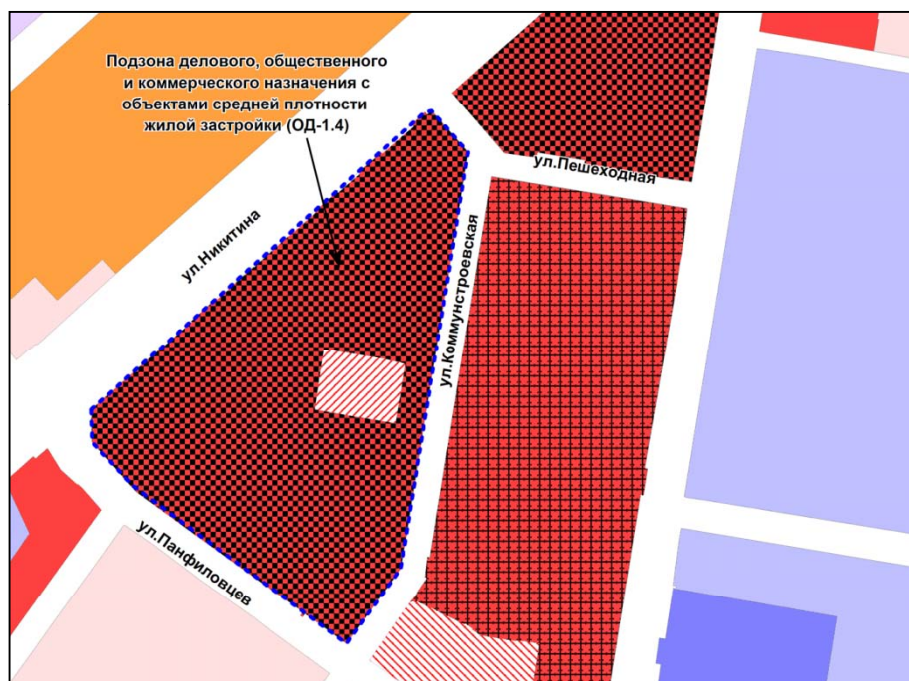 Подзона делового, общественного
и коммерческого назначения с
объектами средней плотности
жилой застройки (ОД-1.4)
ул.Пешеходная
ул.Никитина
ул.Коммунстроевская
ул.Панфиловцев